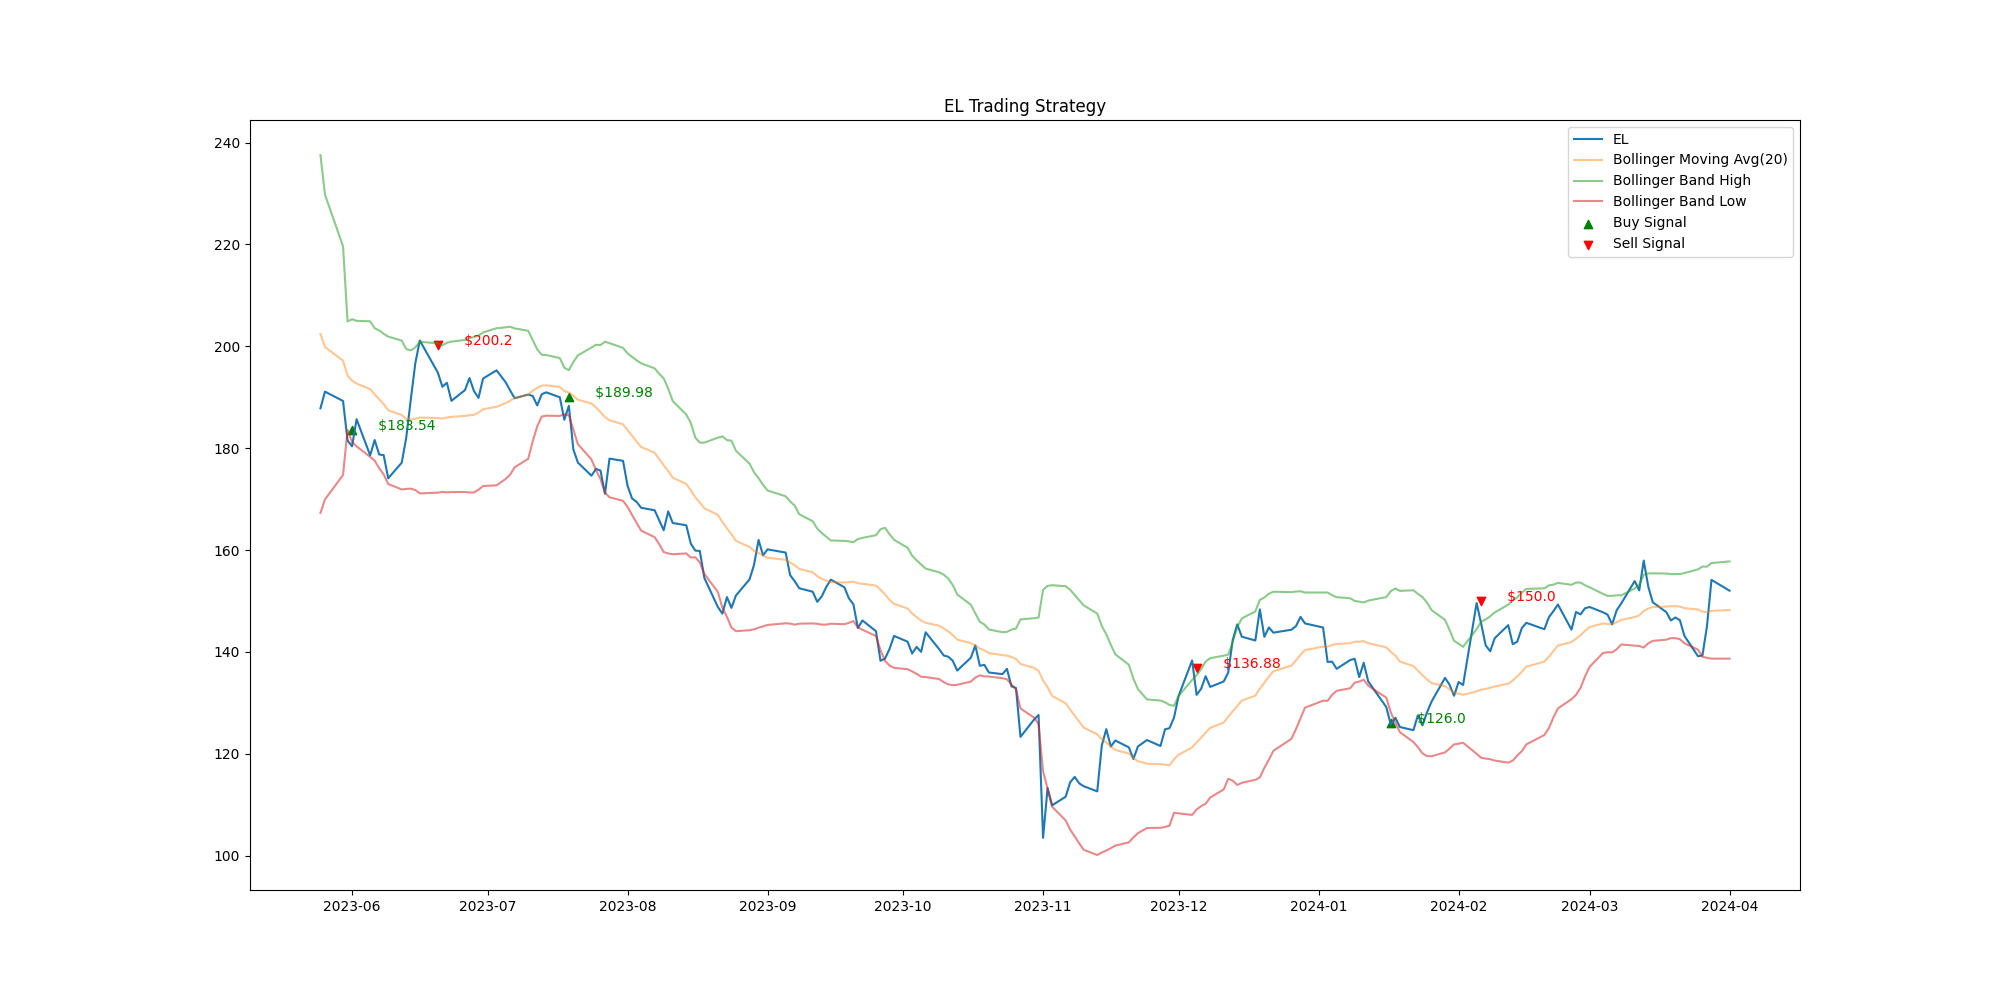 EL Trading Strategy
240
220
200
180
160
140
120
100
EL
Bollinger Moving Avg(20)
Bollinger Band High
Bollinger Band Low
Buy Signal
Sell Signal
$200.2
$189.98
$183.54
$150.0
$136.88
$126.0
2023-06 2023-07 2023-08 2023-09 2023-10 2023-11 2023-12 2024-01 2024-02 2024-03 2024-04